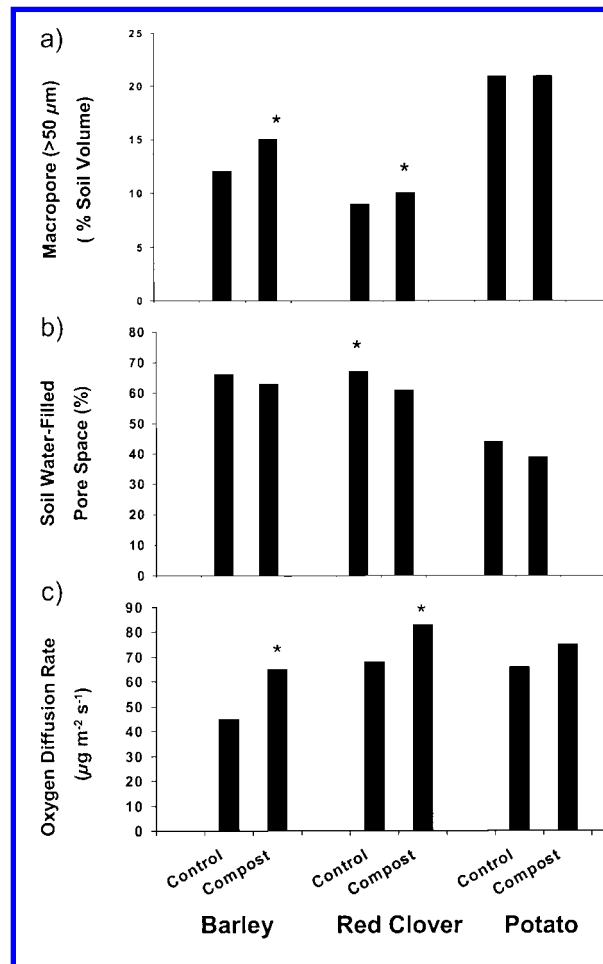 a)
Macropore (>50 µm)
( % Soil Volume)
25
20
15
10
5
0
*
*
b)
Soil Water-Filled
Pore Space (%)
80
70
60
50
40
30
20
10
0
*
c)
Oxygen Diffusion Rate
(µg m-2 s-1)
90
80
70
60
50
40
30
20
10
0
*
*
Control Compost Control Compost Control Compost
Barley Red Clover Potato